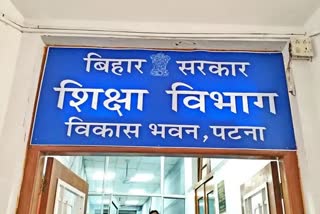 बिहार सरकार
शिक्षा विभाग
विकास भवन, पटना